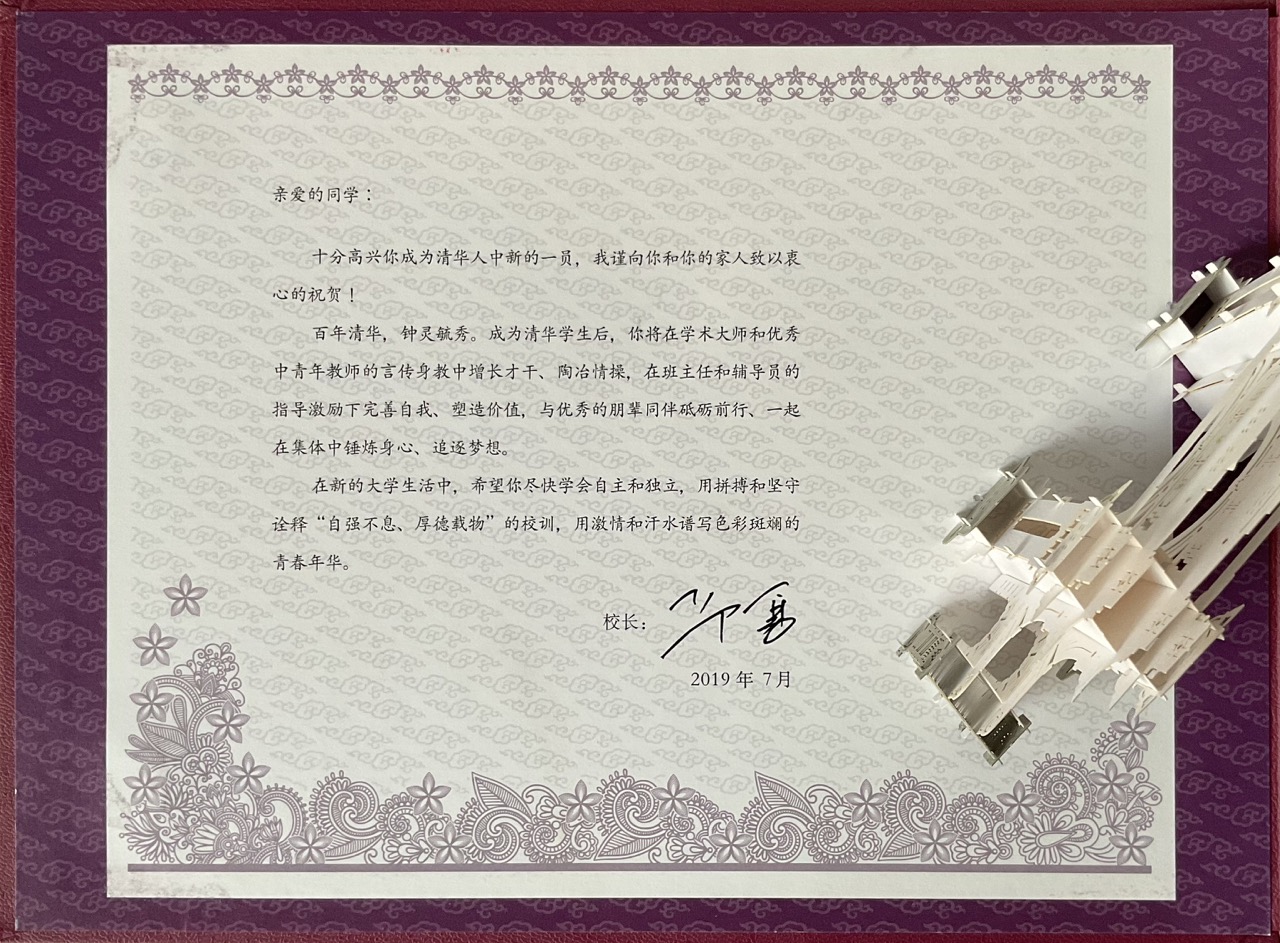 亲爱的同学：
十分高兴你成为清华人中新的一员，我谨向你和你的家人致以衷
心的祝贺！
百年清华，钟灵毓秀。成为清华学生后，你将在学术大师和优秀
中青年教师的言传身教中增长才干、陶冶情操，在班主任和辅导员的
指导激励下完善自我、塑造价值，与优秀的朋辈同伴砥砺前行、一起
在集体中锤炼身心、追逐梦想。
在新的大学生活中，希望你尽快学会自主和独立，用拼搏和坚守
诠释“自强不息、厚德载物”的校训，用激情和汗水谱写色彩斑斓的
青春年华。
校长：
2019 年 7月